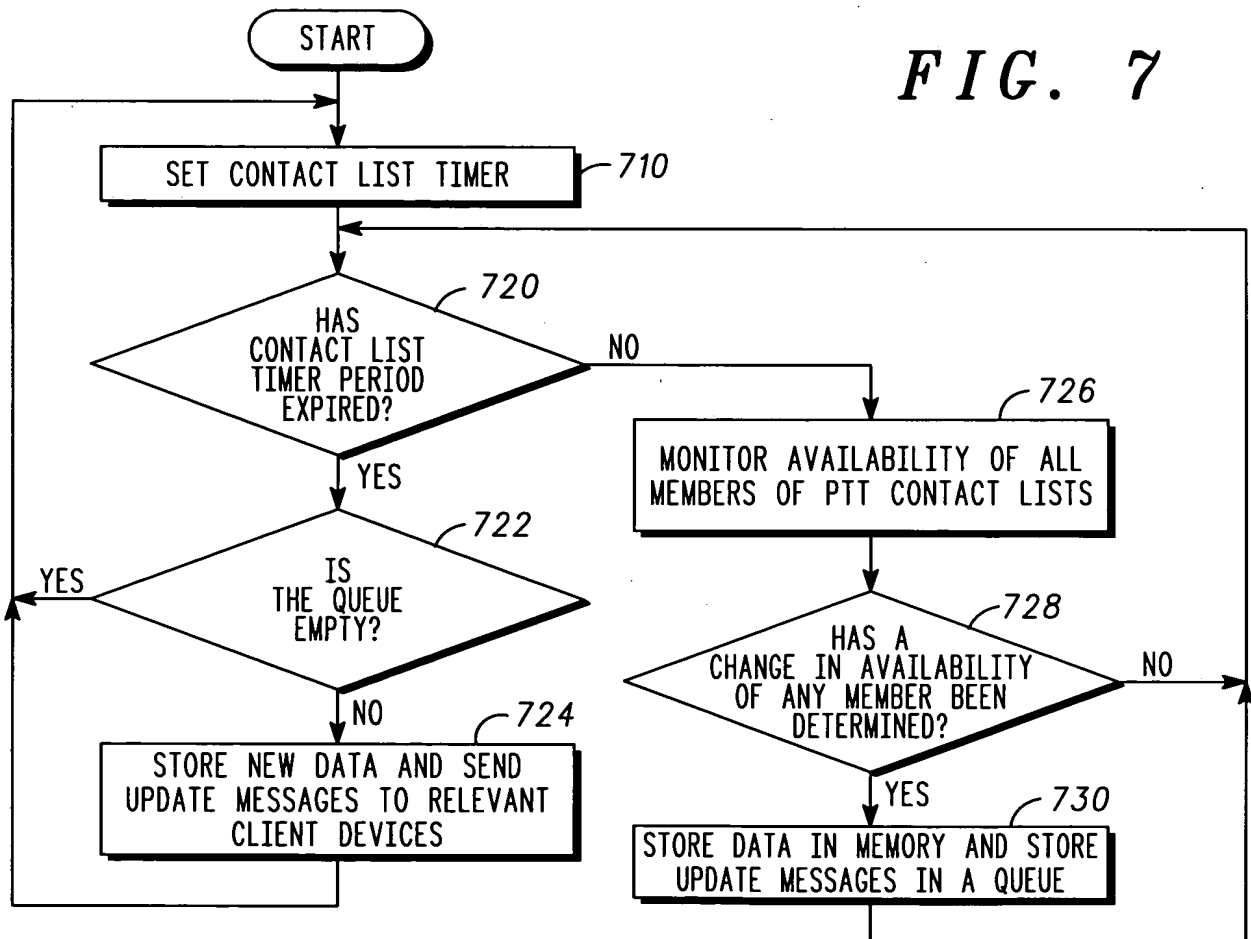 START
FIG. 7
SET CONTACT LIST TIMER
710
720
HAS
CONTACT LIST
TIMER PERIOD
EXPIRED?
NO
YES
726
MONITOR AVAILABILITY OF ALL
MEMBERS OF PTT CONTACT LISTS
722
IS
THE QUEUE
EMPTY?
YES
NO
728
HAS A
CHANGE IN AVAILABILITY
OF ANY MEMBER BEEN
DETERMINED?
NO
YES
724
STORE NEW DATA AND SEND
UPDATE MESSAGES TO RELEVANT
CLIENT DEVICES
730
STORE DATA IN MEMORY AND STORE
UPDATE MESSAGES IN A QUEUE